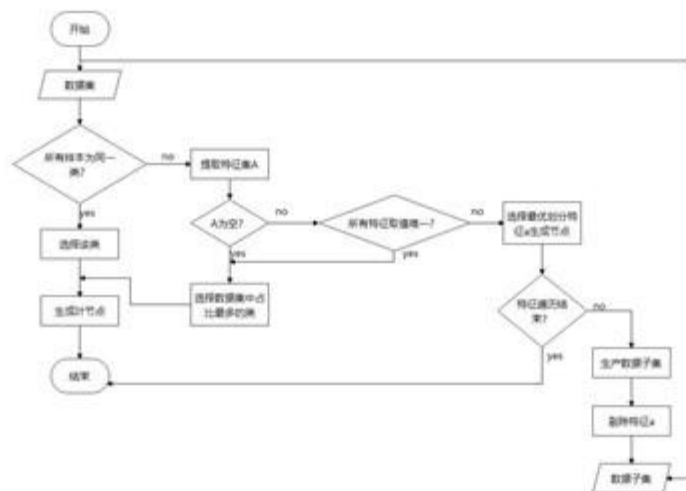 开始
数据集
所有样本为同一
类?
no
提取特征集A
yes
A为空?
no
所有特征取值唯一?
no
选择最优划分特
征a生成节点
选择该类
yes
yes
选择数据集中占
比最多的类
特征遍历结
束?
no
生成叶节点
yes
生产数据子集
结束
删除特征a
数据子集